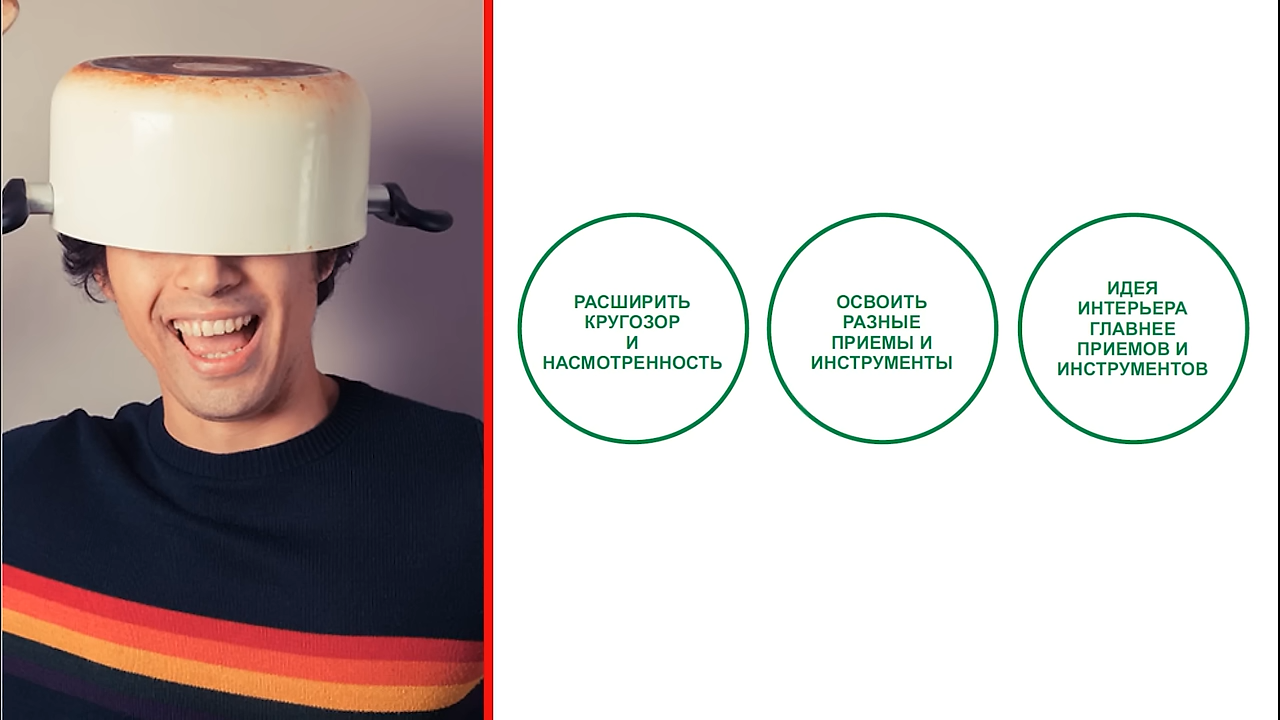 РАСШИРИТЬ
КРУГОЗОР
И
НАСМОТРЕННОСТЬ
ОСВОИТЬ
РАЗНЫЕ
ПРИЕМЫ И
ИНСТРУМЕНТЫ
ИДЕЯ
ИНТЕРЬЕРА
ГЛАВНЕЕ
ПРИЕМОВ И
ИНСТРУМЕНТОВ